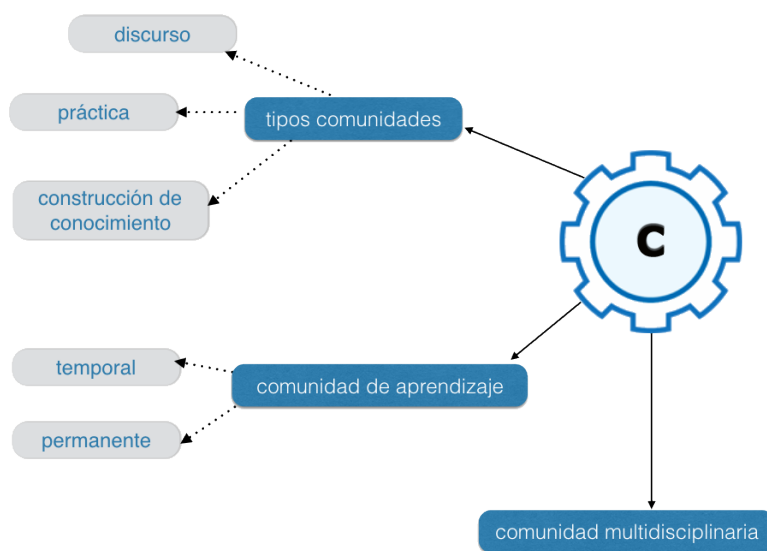 discurso
práctica
tipos comunidades
construcción de
conocimiento
C
temporal
comunidad de aprendizaje
permanente
comunidad multidisciplinaria